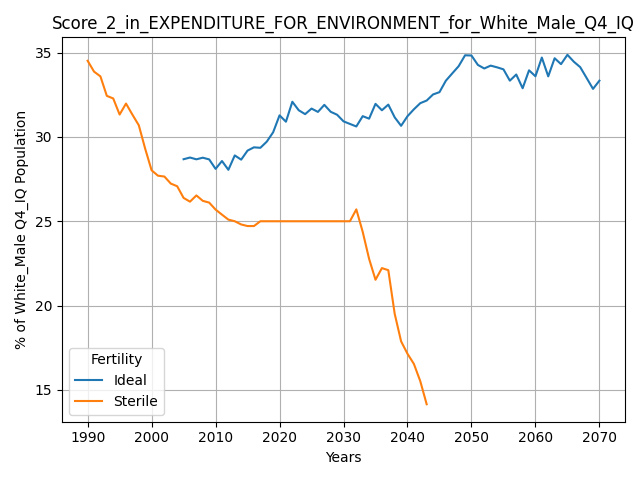 Score_2_in_EXPENDITURE_FOR_ENVIRONMENT_for_White_Male_Q4_IQ
% of White_Male Q4_IQ Population
35
30
25
20
15
Fertility
Ideal
Sterile
1990 2000 2010 2020 2030 2040 2050 2060 2070
Years